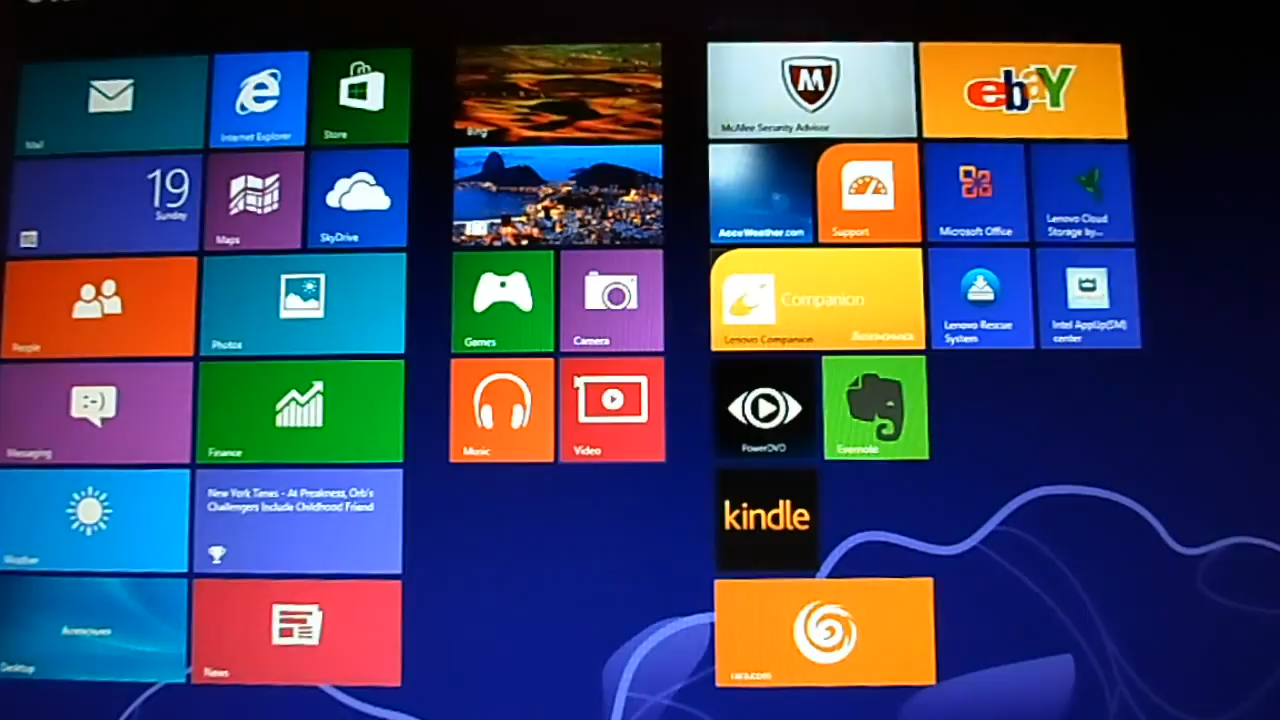 Mail
Internet Explorer
Store
19
Sunday
Maps
SkyDrive
People
Photos
Messaging
Finance
Weather
New York Times - At Preakness, Orb's
Challengers Include Childhood Friend
Lenovo
Desktop
News
Bing
Games
Camera
Music
Video
M
McAfee Security Advisor
ebay
AccuWeather.com
Support
Microsoft Office
Lenovo Cloud
Storage by...
Companion
Lenovo Companion
lenovo
Lenovo Rescue
System
Intel AppUp(SM)
center
PowerDVD
Evernote
kindle
rara.com